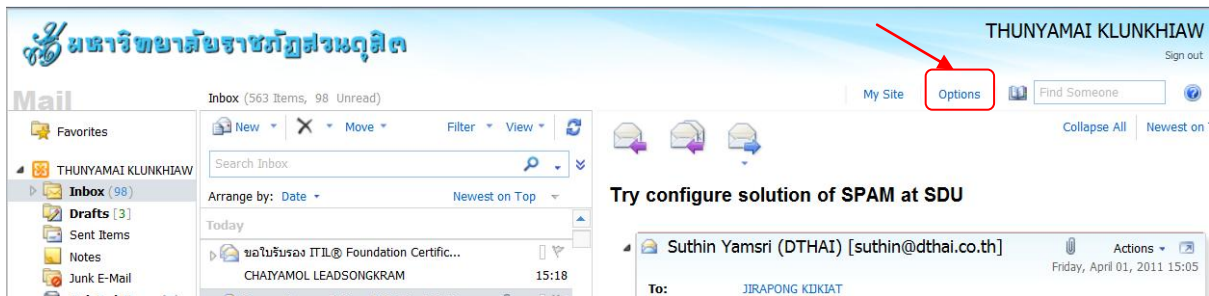 มหาวิทยาลัยราชภัฏสวนดุสิต
THUNYAMAI KLUNKHIAW
Sign out
Mail
Inbox (563 Items, 98 Unread)
My Site Options Find Someone
Favorites
New Move Filter View
Collapse All Newest on
THUNYAMAI KLUNKHIAW
Search Inbox
Inbox (98)
Arrange by: Date Newest on Top
Try configure solution of SPAM at SDU
Drafts [3]
Today
Sent Items
Notes
ขอใบรับรอง ITIL® Foundation Certific...
Suthin Yamsri (DTHAI) [suthin@dthai.co.th]
Actions
Junk E-Mail
CHAIYAMOL LEADSONGKRAM 15:18
Friday, April 01, 2011 15:05
To: JIRAPONG KIJKIAT